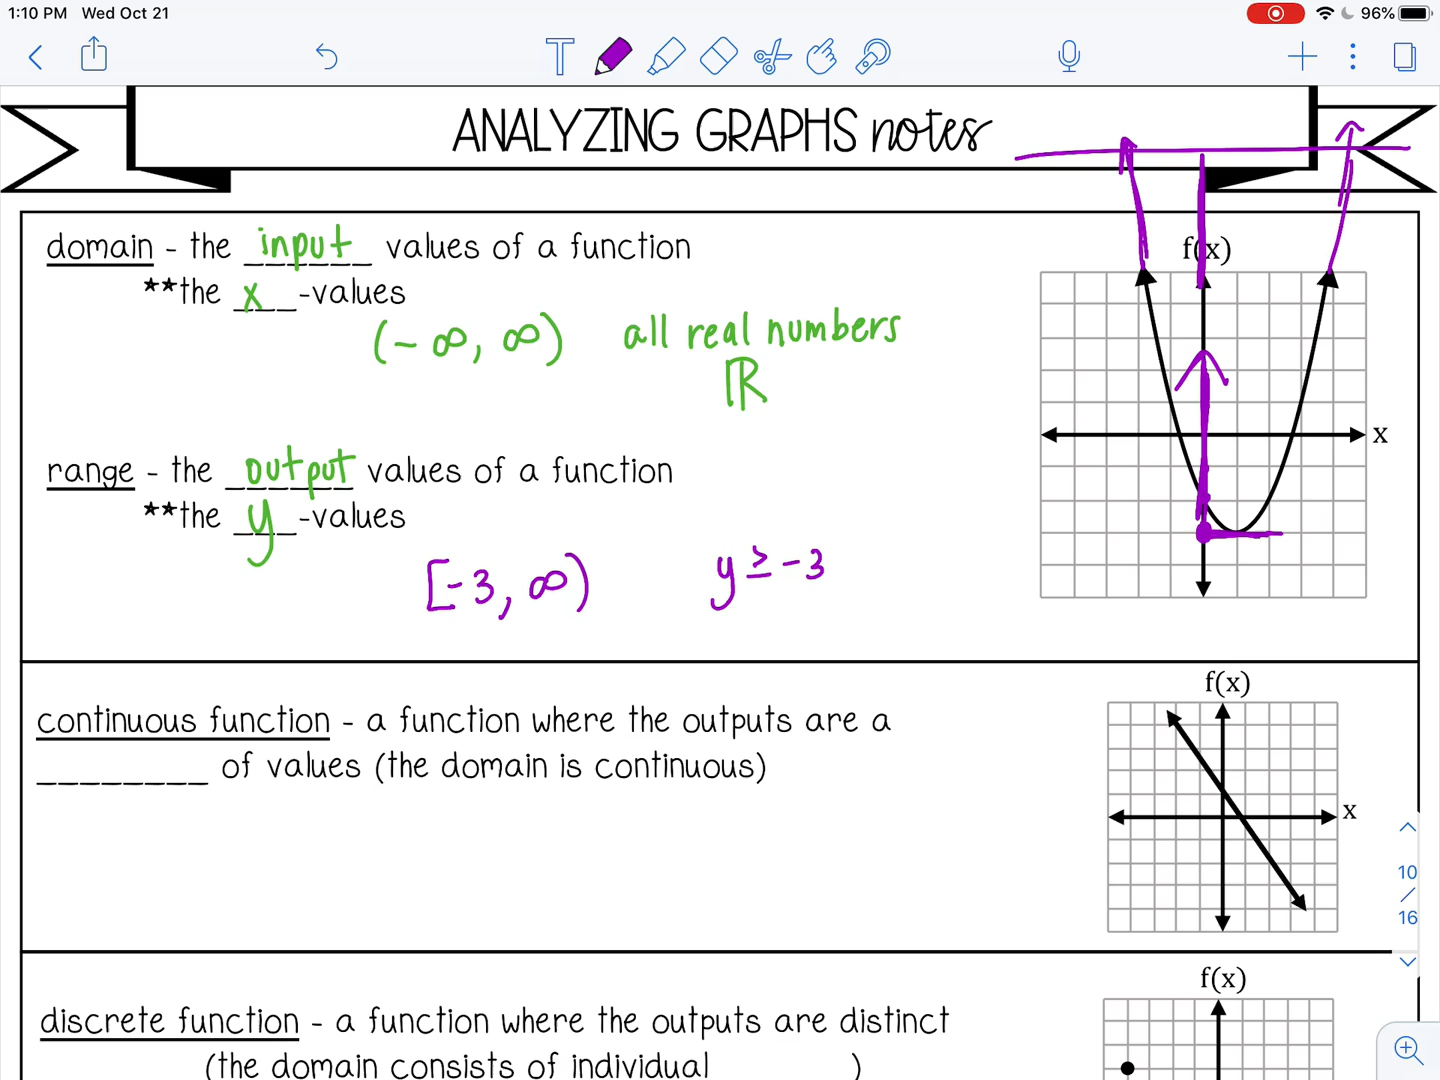 1:10 PM Wed Oct 21
96%
T
ANALYZING GRAPHS notes
domain - the input values of a function
**the x -values
(-∞, ∞) all real numbers
ℝ
f(x)
x
range - the output values of a function
**the y -values
[-3, ∞) y ≥ -3
continuous function - a function where the outputs are a
________ of values (the domain is continuous)
f(x)
x
10
/
16
discrete function - a function where the outputs are distinct
(the domain consists of individual )
f(x)